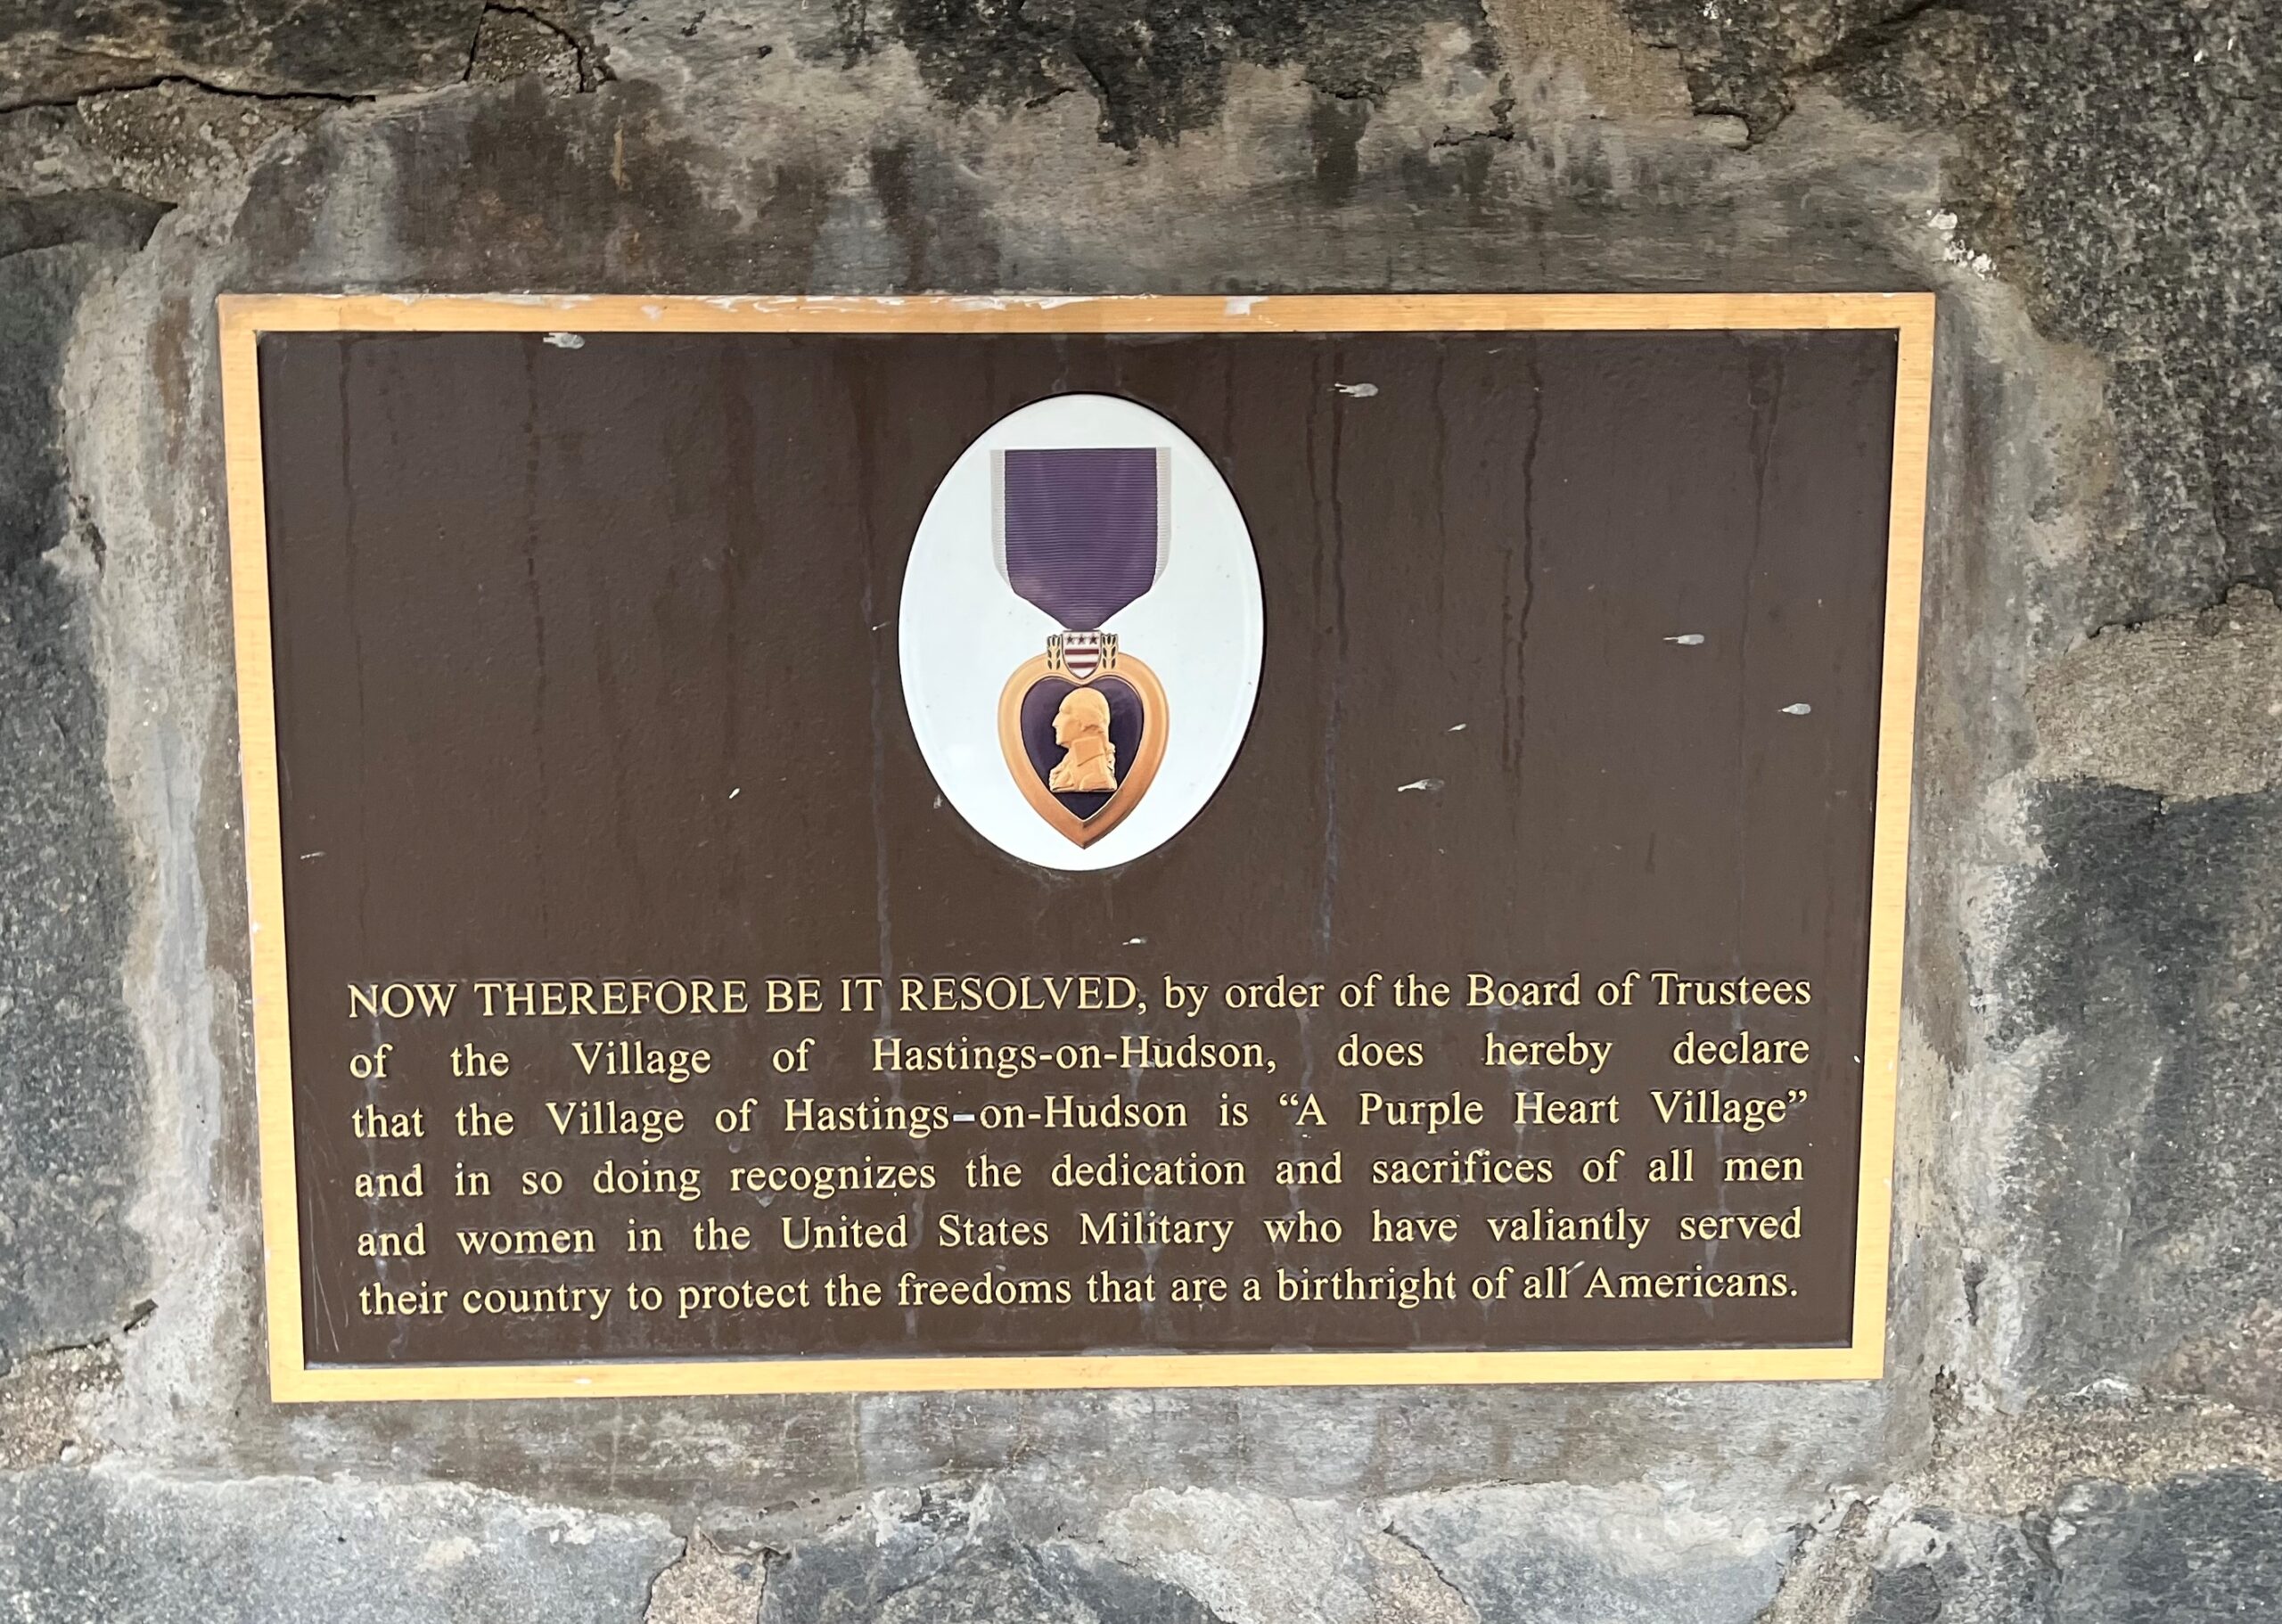 NOW THEREFORE BE IT RESOLVED, by order of the Board of Trustees
of the Village of Hastings-on-Hudson, does hereby declare
that the Village of Hastings-on-Hudson is “A Purple Heart Village”
and in so doing recognizes the dedication and sacrifices of all men
and women in the United States Military who have valiantly served
their country to protect the freedoms that are a birthright of all Americans.